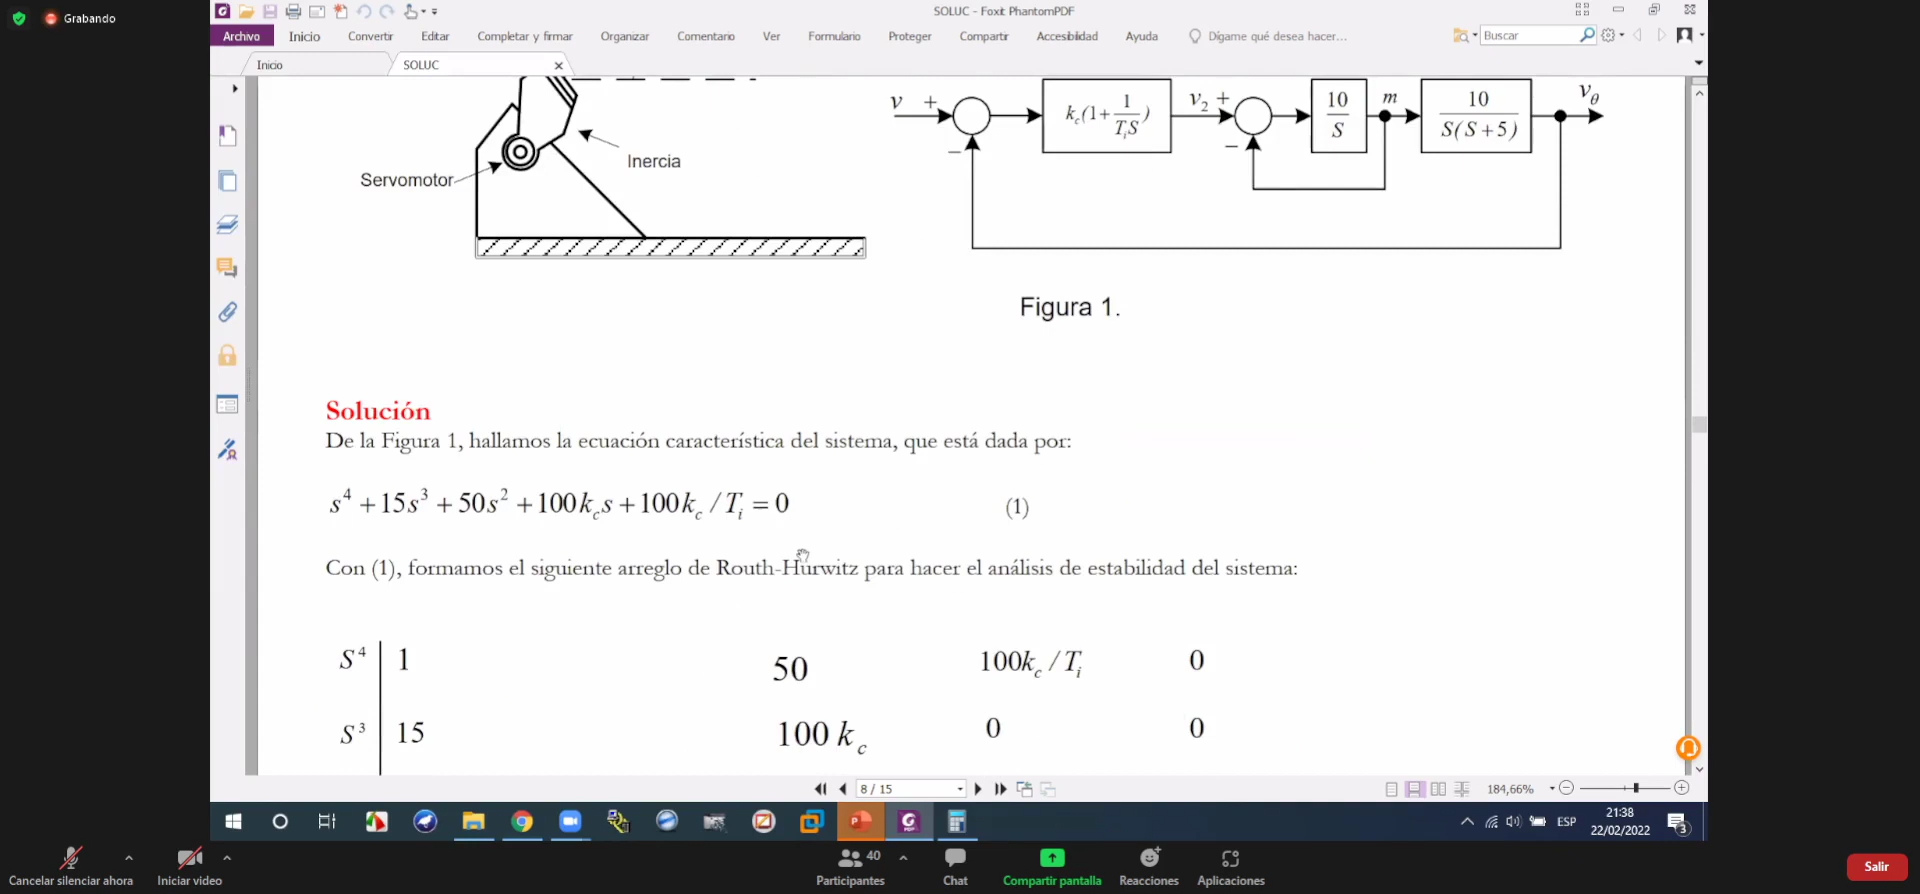 Grabando
SOLUC - Foxit PhantomPDF
Archivo Inicio Convertir Editar Completar y firmar Organizar Comentario Ver Formulario Proteger Compartir Accesibilidad Ayuda Dígame qué desea hacer... Buscar
Inicio SOLUC
Inercia
Servomotor
v + − k_c(1+1/(T_i S)) v_2 + − 10/S m 10/(S(S+5)) v_θ
Figura 1.
Solución
De la Figura 1, hallamos la ecuación característica del sistema, que está dada por:
s^4 + 15s^3 + 50s^2 + 100k_c s + 100k_c / T_i = 0 (1)
Con (1), formamos el siguiente arreglo de Routh-Hurwitz para hacer el análisis de estabilidad del sistema:
S^4 1 50 100k_c / T_i 0
S^3 15 100 k_c 0 0
8 / 15 184,66%
ESP 21:38
22/02/2022 3
Cancelar silenciar ahora Iniciar video Participantes 40 Chat Compartir pantalla Reacciones Aplicaciones Salir